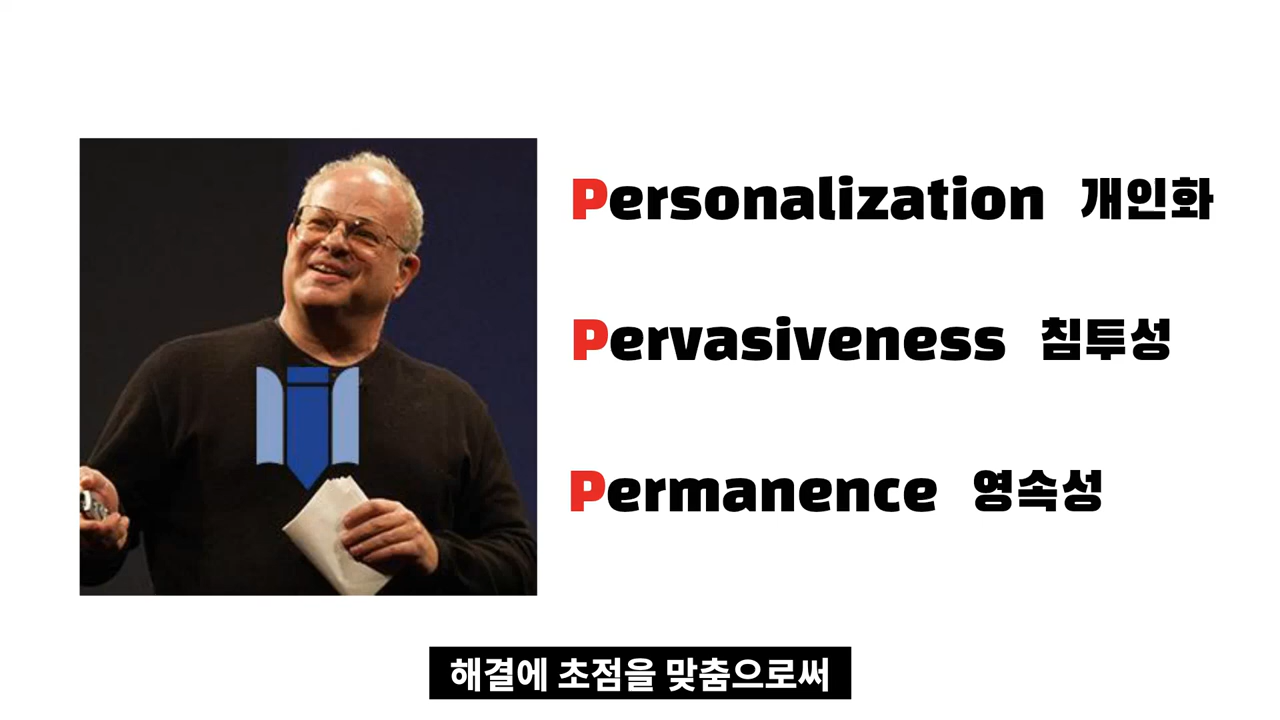 Personalization 개인화
Pervasiveness 침투성
Permanence 영속성
해결에 초점을 맞춤으로써